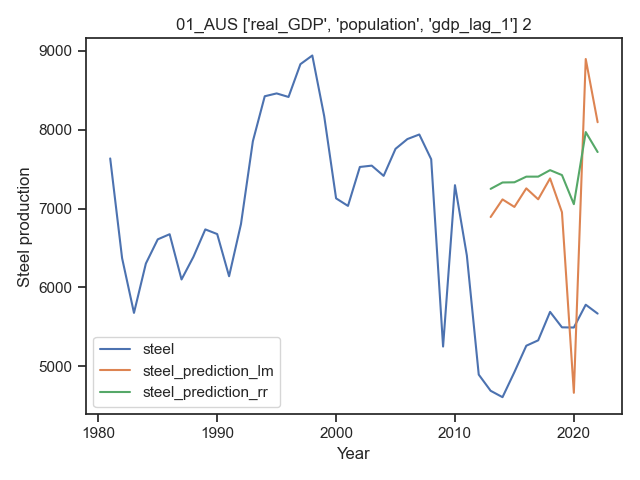 01_AUS ['real_GDP', 'population', 'gdp_lag_1'] 2
Steel production
9000
8000
7000
6000
5000
steel
steel_prediction_lm
steel_prediction_rr
1980 1990 2000 2010 2020
Year